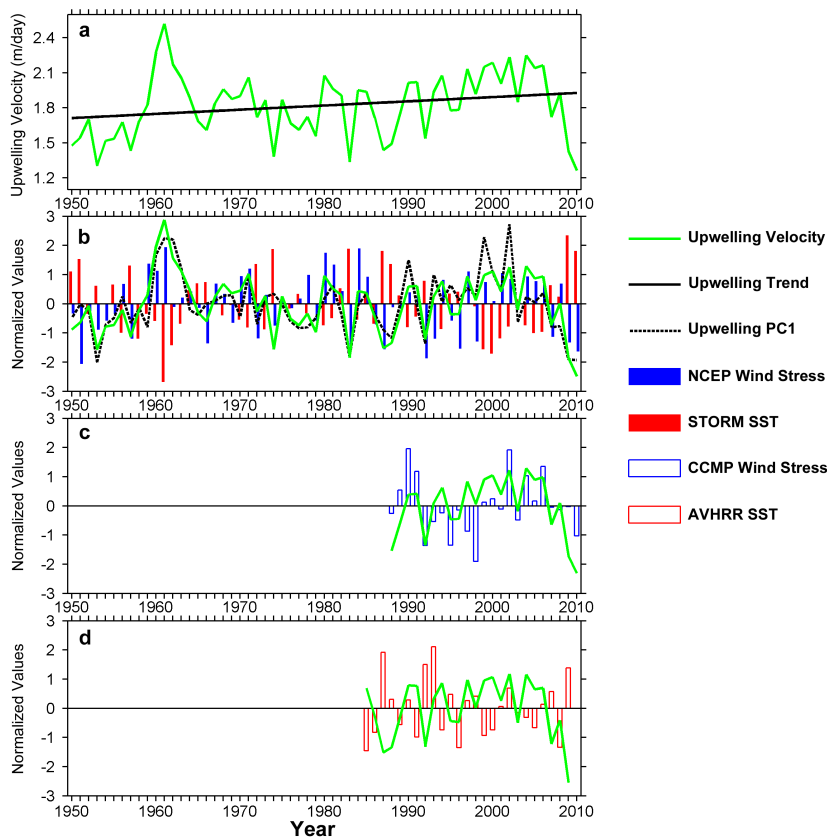 a
Upwelling Velocity (m/day)
2.4
2.1
1.8
1.5
1.2
1950 1960 1970 1980 1990 2000 2010
b
Normalized Values
3
2
1
0
-1
-2
-3
1950 1960 1970 1980 1990 2000 2010
c
Normalized Values
3
2
1
0
-1
-2
-3
1950 1960 1970 1980 1990 2000 2010
d
Normalized Values
3
2
1
0
-1
-2
-3
1950 1960 1970 1980 1990 2000 2010
Year
Upwelling Velocity
Upwelling Trend
Upwelling PC1
NCEP Wind Stress
STORM SST
CCMP Wind Stress
AVHRR SST